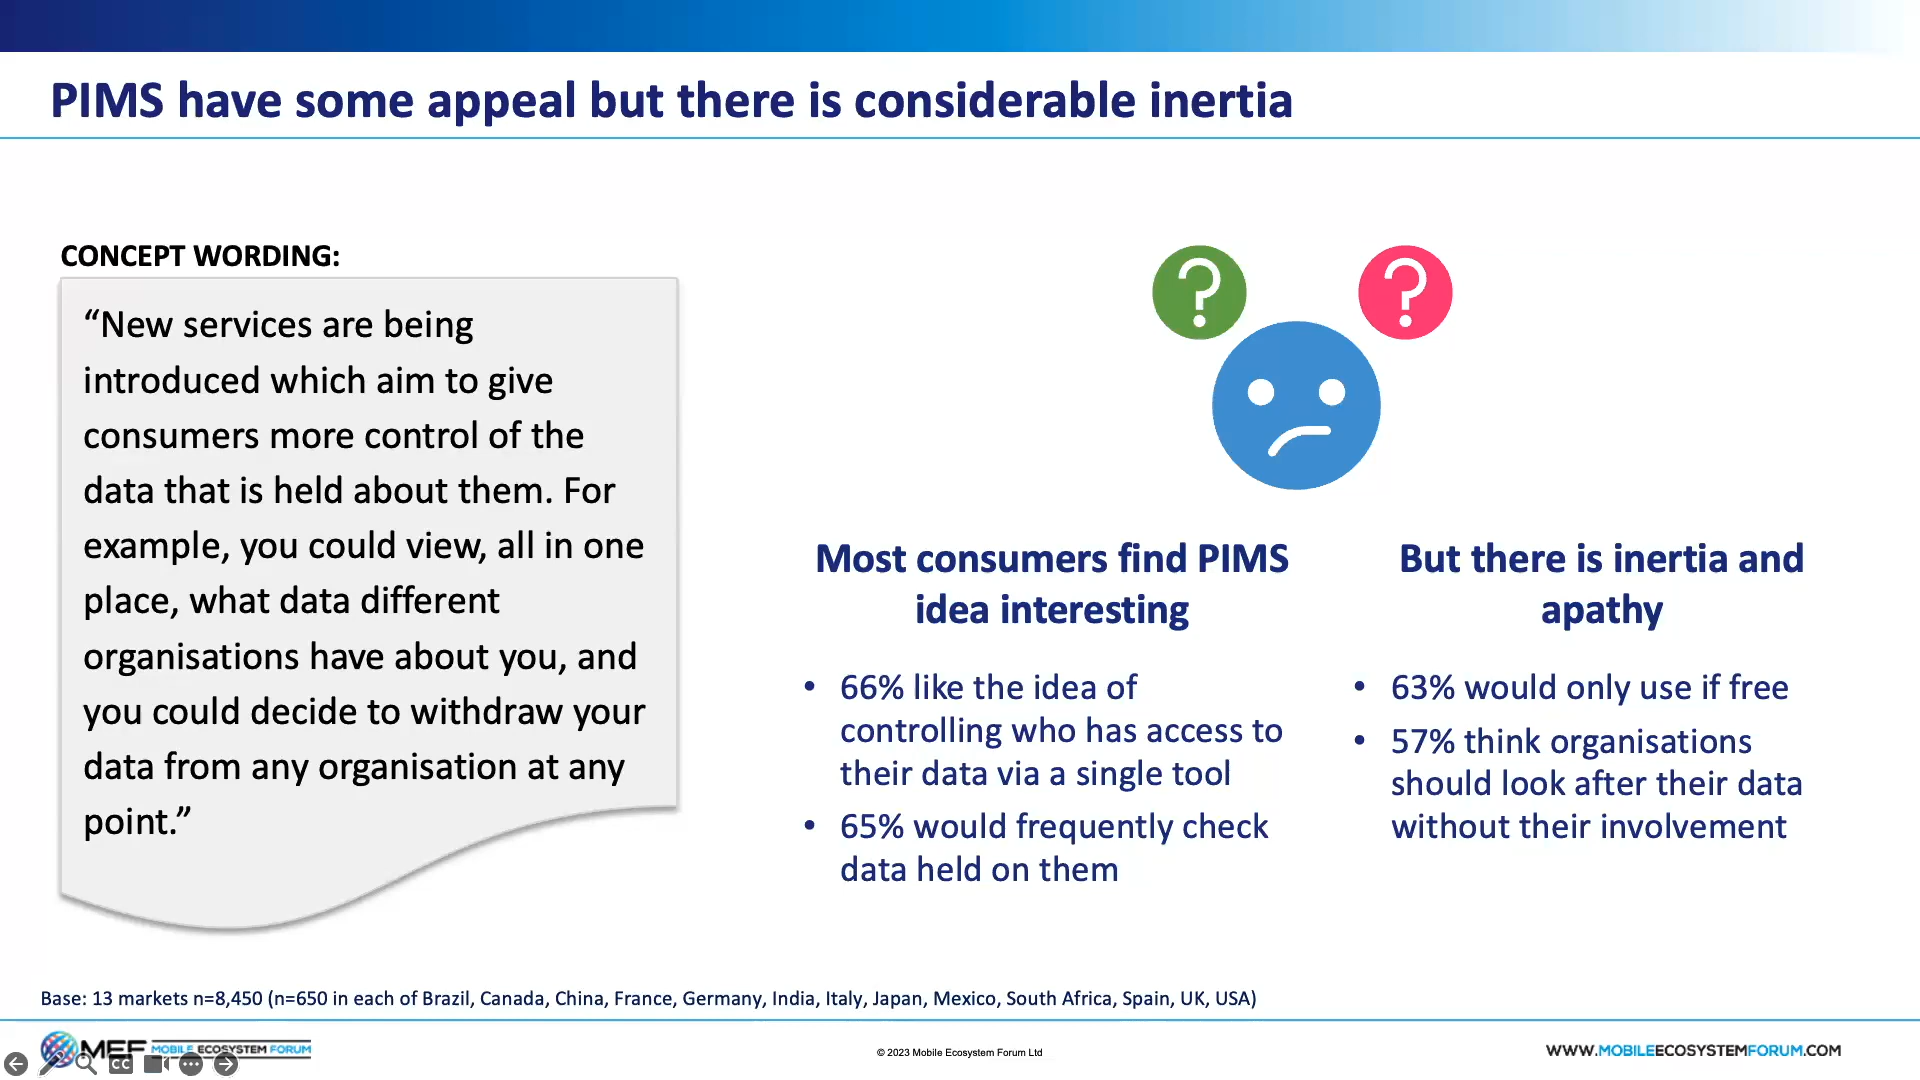 PIMS have some appeal but there is considerable inertia
CONCEPT WORDING:
“New services are being
introduced which aim to give
consumers more control of the
data that is held about them. For
example, you could view, all in one
place, what data different
organisations have about you, and
you could decide to withdraw your
data from any organisation at any
point.”
?
?
Most consumers find PIMS
idea interesting
• 66% like the idea of
controlling who has access to
their data via a single tool
• 65% would frequently check
data held on them
But there is inertia and
apathy
• 63% would only use if free
• 57% think organisations
should look after their data
without their involvement
Base: 13 markets n=8,450 (n=650 in each of Brazil, Canada, China, France, Germany, India, Italy, Japan, Mexico, South Africa, Spain, UK, USA)
MEF MOBILE ECOSYSTEM FORUM
CC
© 2023 Mobile Ecosystem Forum Ltd
WWW.MOBILEECOSYSTEMFORUM.COM